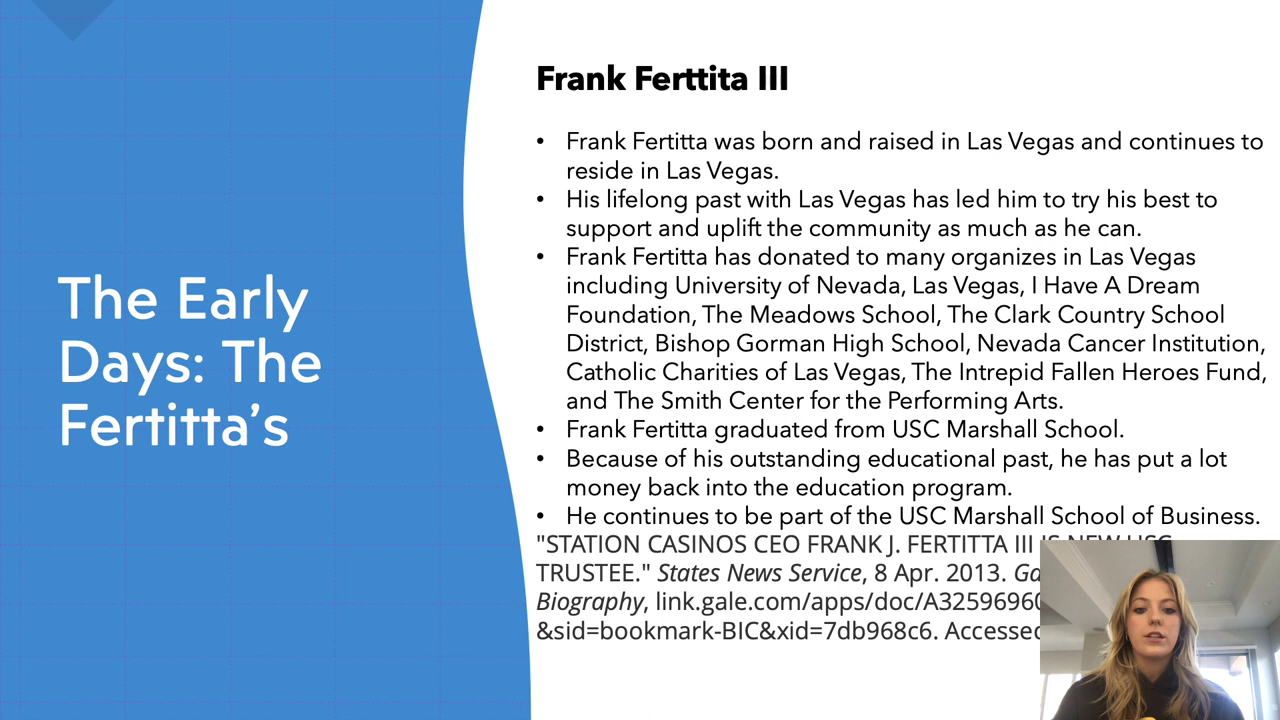 The Early
Days: The
Fertitta’s
Frank Ferttita III
• Frank Fertitta was born and raised in Las Vegas and continues to
reside in Las Vegas.
• His lifelong past with Las Vegas has led him to try his best to
support and uplift the community as much as he can.
• Frank Fertitta has donated to many organizes in Las Vegas
including University of Nevada, Las Vegas, I Have A Dream
Foundation, The Meadows School, The Clark Country School
District, Bishop Gorman High School, Nevada Cancer Institution,
Catholic Charities of Las Vegas, The Intrepid Fallen Heroes Fund,
and The Smith Center for the Performing Arts.
• Frank Fertitta graduated from USC Marshall School.
• Because of his outstanding educational past, he has put a lot
money back into the education program.
• He continues to be part of the USC Marshall School of Business.
"STATION CASINOS CEO FRANK J. FERTITTA III IS NEW USC
TRUSTEE." States News Service, 8 Apr. 2013.
Biography, link.gale.com/apps/doc/A3259696
&sid=bookmark-BIC&xid=7db968c6. Accessed